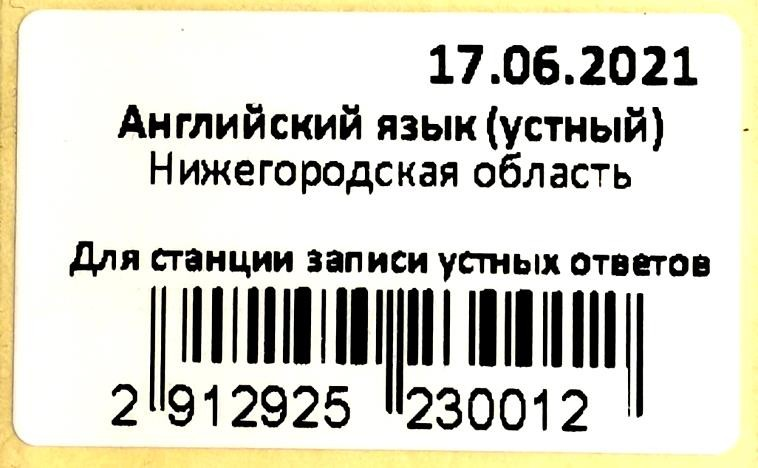 17.06.2021
Английский язык (устный)
Нижегородская область
Для станции записи устных ответов
2 912925 230012